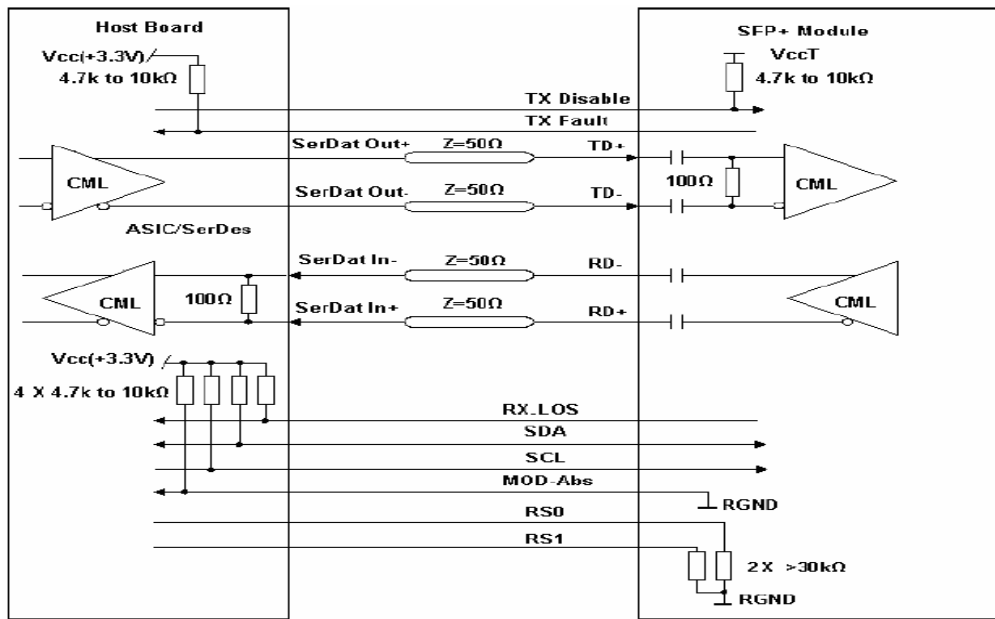 Host Board
SFP+ Module
Vcc(+3.3V)
4.7k to 10kΩ
VccT
4.7k to 10kΩ
TX Disable
TX Fault
SerDat Out+
Z=50Ω
TD+
CML
100Ω
CML
SerDat Out-
Z=50Ω
TD-
ASIC/SerDes
SerDat In-
Z=50Ω
RD-
CML
100Ω
CML
SerDat In+
Z=50Ω
RD+
Vcc(+3.3V)
4 X 4.7k to 10kΩ
RX_LOS
SDA
SCL
MOD-Abs
RGND
RS0
RS1
2 X >30kΩ
RGND